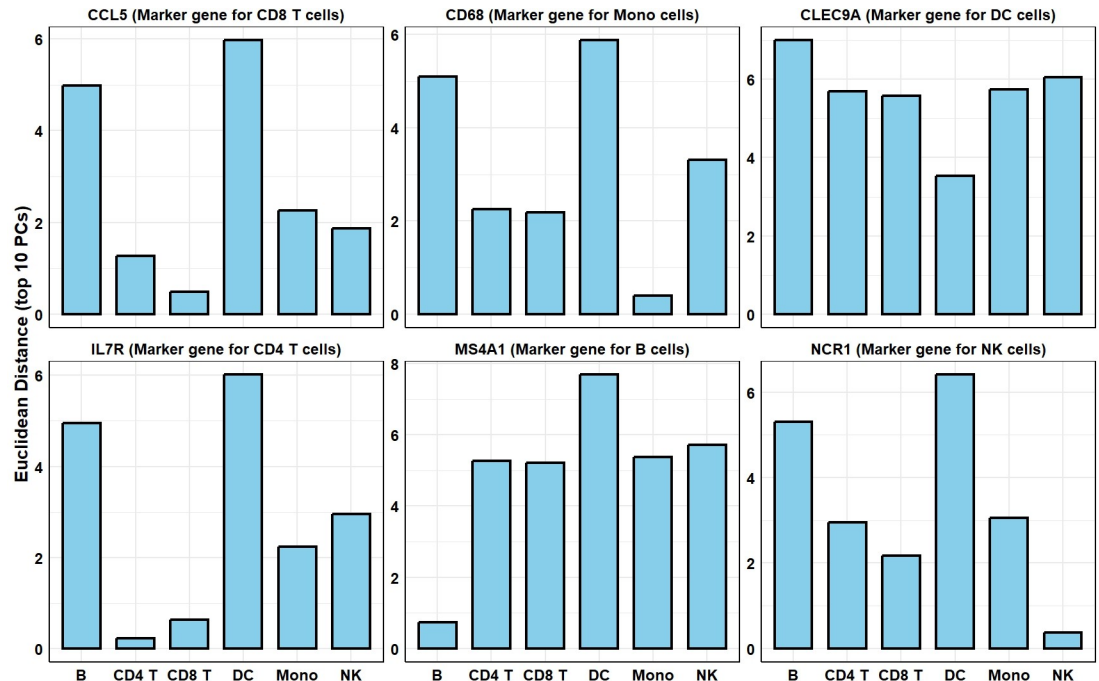 CCL5 (Marker gene for CD8 T cells)
CD68 (Marker gene for Mono cells)
CLEC9A (Marker gene for DC cells)
6
4
2
0
6
4
2
0
6
4
2
0
Euclidean Distance (top 10 PCs)
IL7R (Marker gene for CD4 T cells)
MS4A1 (Marker gene for B cells)
NCR1 (Marker gene for NK cells)
6
4
2
0
8
6
4
2
0
6
4
2
0
B CD4 T CD8 T DC Mono NK
B CD4 T CD8 T DC Mono NK
B CD4 T CD8 T DC Mono NK